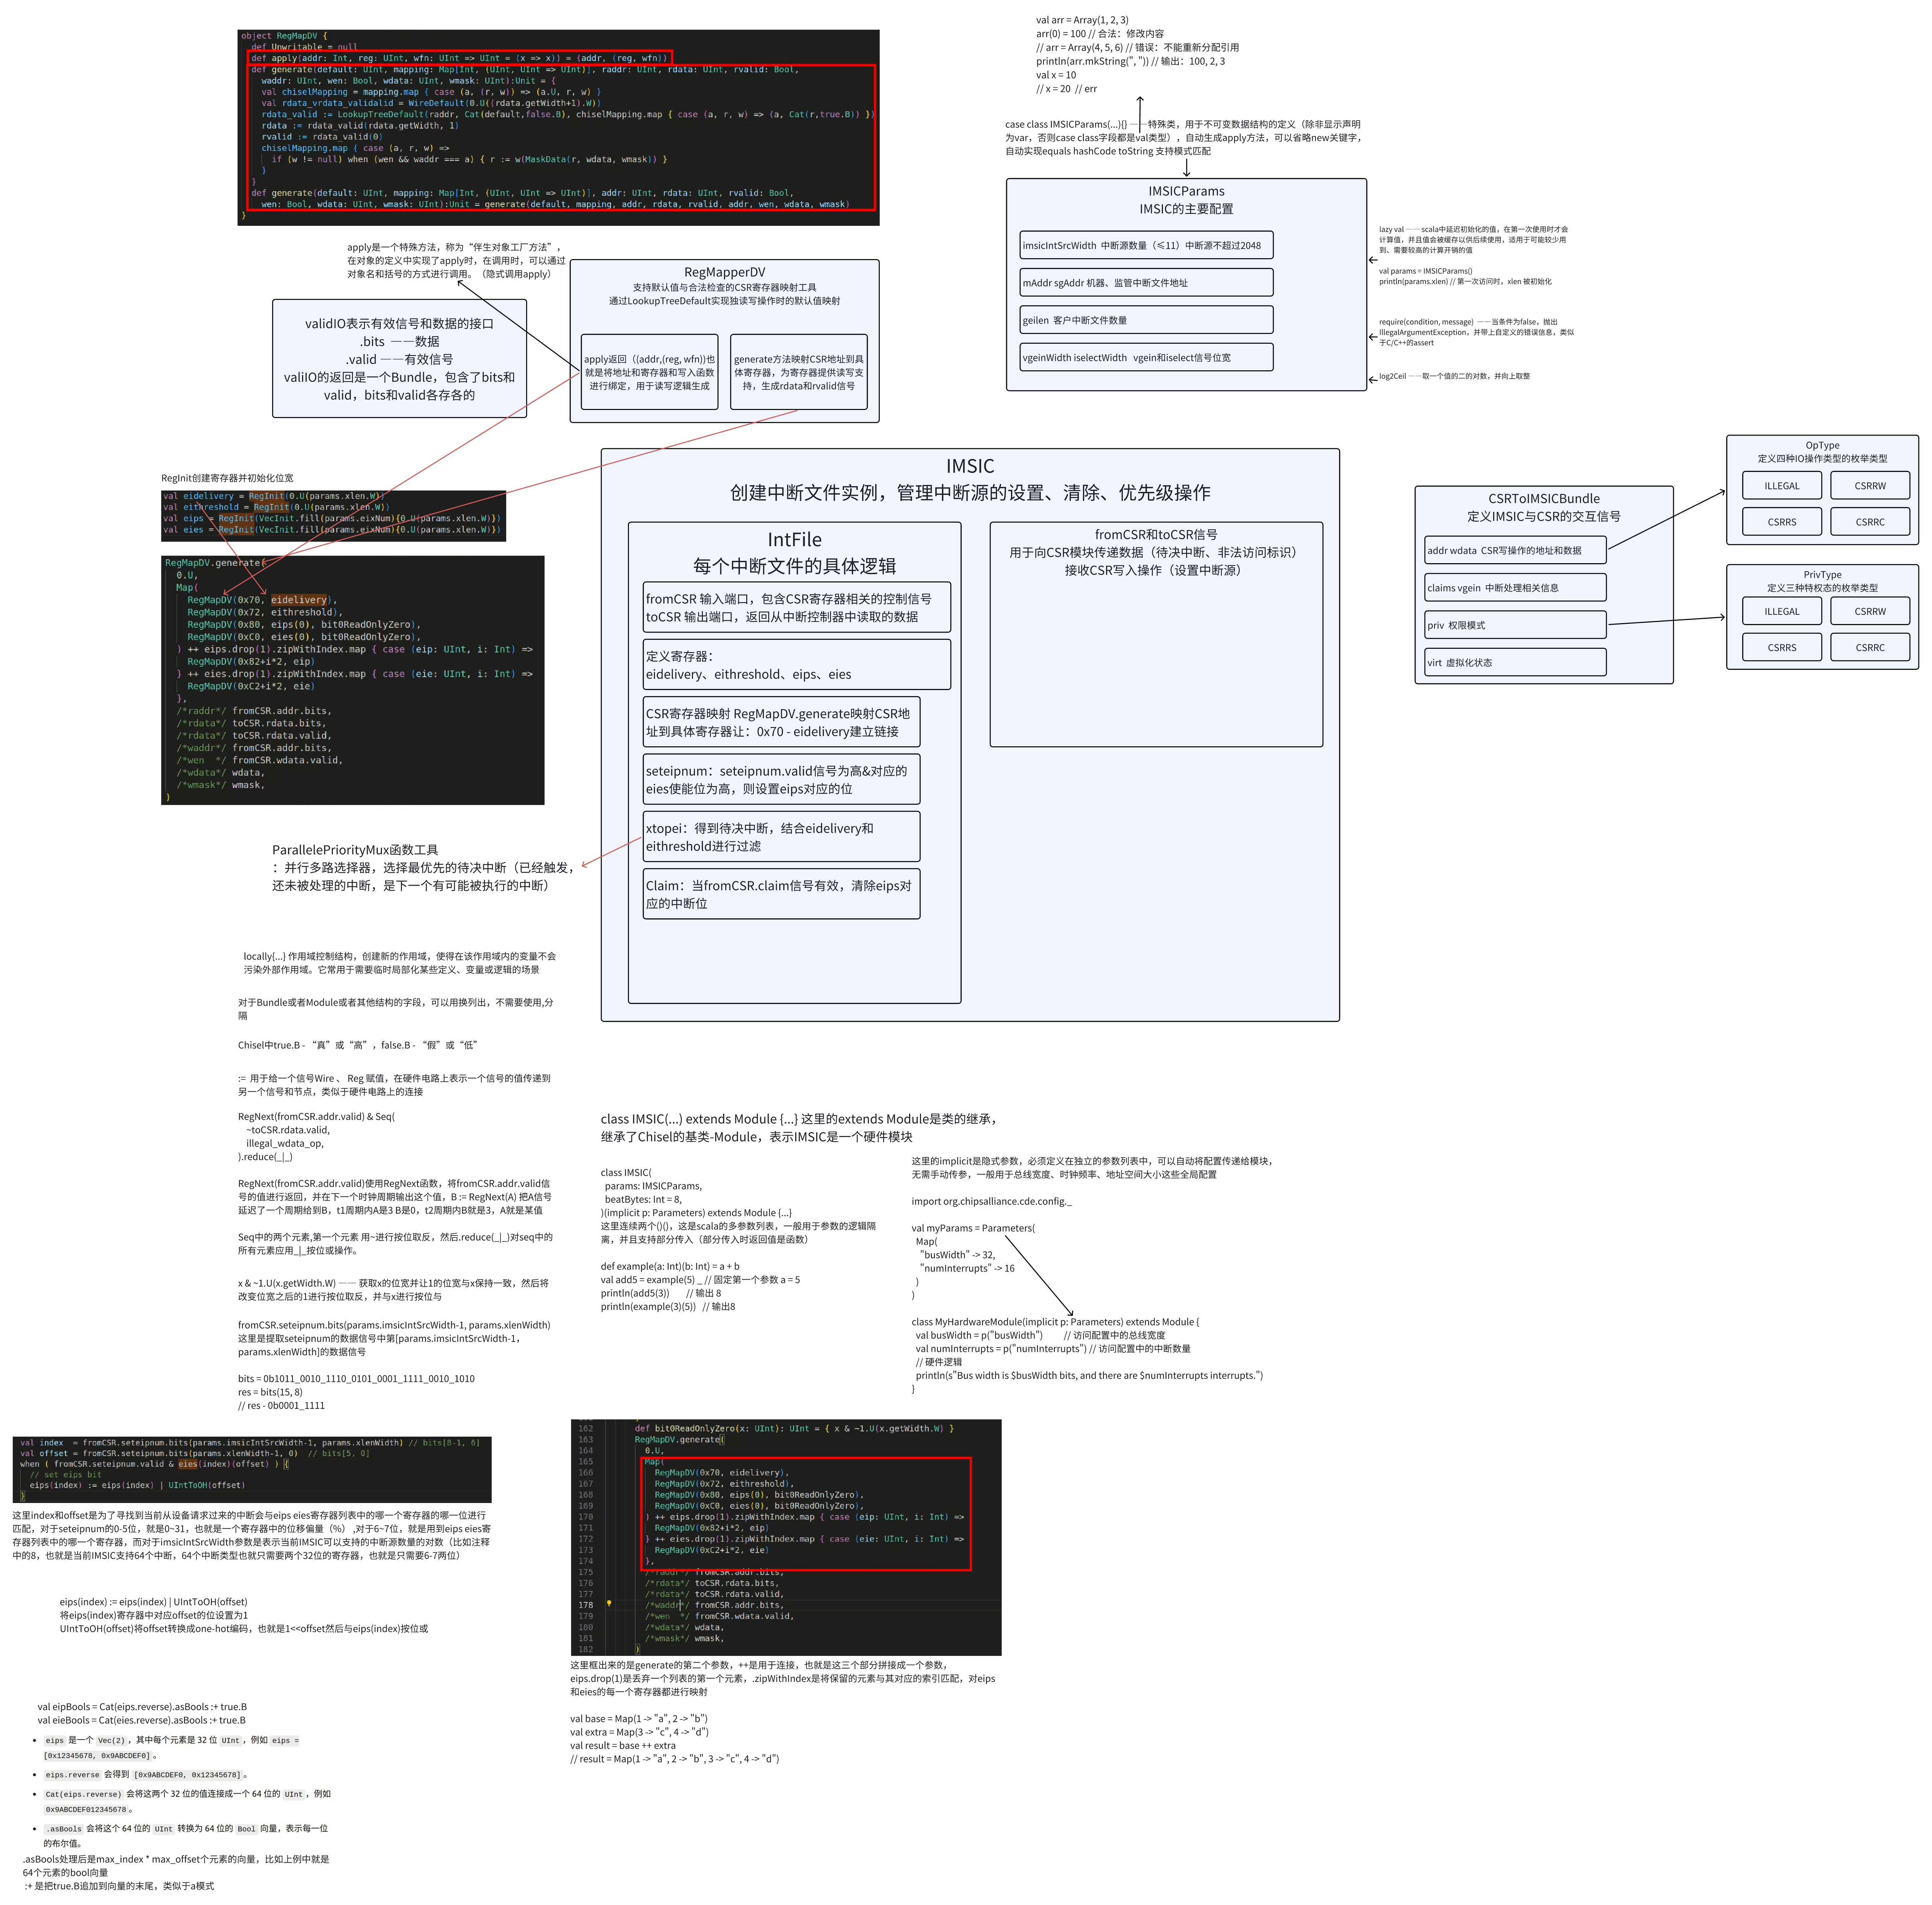 val arr = Array(1, 2, 3)
arr(0) = 100 // 合法：修改内容
// arr = Array(4, 5, 6) // 错误：不能重新分配引用
println(arr.mkString(", ")) // 输出：100, 2, 3
val x = 10
// x = 20  // err
object RegMapDV {
  def Unwritable = null
  def apply(addr: Int, reg: UInt, wfn: UInt => UInt = (x => x)) = (addr, (reg, wfn))
  def generate(default: UInt, mapping: Map[Int, (UInt, UInt => UInt)], raddr: UInt, rdata: UInt, rvalid: Bool,
    waddr: UInt, wen: Bool, wdata: UInt, wmask: UInt):Unit = {
    val chiselMapping = mapping.map { case (a, (r, w)) => (a.U, r, w) }
    val rdata_vrdata_validalid = WireDefault(0.U((rdata.getWidth+1).W))
    rdata_valid := LookupTreeDefault(raddr, Cat(default,false.B), chiselMapping.map { case (a, r, w) => (a, Cat(r,true.B)) })
    rdata := rdata_valid(rdata.getWidth, 1)
    rvalid := rdata_valid(0)
    chiselMapping.map { case (a, r, w) =>
      if (w != null) when (wen && waddr === a) { r := w(MaskData(r, wdata, wmask)) }
    }
  }
  def generate(default: UInt, mapping: Map[Int, (UInt, UInt => UInt)], addr: UInt, rdata: UInt, rvalid: Bool,
    wen: Bool, wdata: UInt, wmask: UInt):Unit = generate(default, mapping, addr, rdata, rvalid, addr, wen, wdata, wmask)
}
case class IMSICParams(...){} ——特殊类，用于不可变数据结构的定义（除非显示声明
为var，否则case class字段都是val类型），自动生成apply方法，可以省略new关键字，
自动实现equals hashCode toString 支持模式匹配
IMSICParams
IMSIC的主要配置
imsicIntSrcWidth  中断源数量（≤11）中断源不超过2048
mAddr sgAddr 机器、监管中断文件地址
geilen  客户中断文件数量
vgeinWidth iselectWidth   vgein和iselect信号位宽
lazy val —— scala中延迟初始化的值，在第一次使用时才会
计算值，并且值会被缓存以供后续使用，适用于可能较少用
到、需要较高的计算开销的值
val params = IMSICParams()
println(params.xlen) // 第一次访问时，xlen 被初始化
require(condition, message)  ——当条件为false，抛出
IllegalArgumentException，并带上自定义的错误信息，类似
于C/C++的assert
log2Ceil ——取一个值的二的对数，并向上取整
apply是一个特殊方法，称为“伴生对象工厂方法”，
在对象的定义中实现了apply时，在调用时，可以通过
对象名和括号的方式进行调用。（隐式调用apply）
validIO表示有效信号和数据的接口
.bits  ——数据
.valid ——有效信号
valiIO的返回是一个Bundle，包含了bits和
valid，bits和valid各存各的
RegMapperDV
支持默认值与合法检查的CSR寄存器映射工具
通过LookupTreeDefault实现独读写操作时的默认值映射
apply返回（(addr,(reg, wfn))也
就是将地址和寄存器和写入函数
进行绑定，用于读写逻辑生成
generate方法映射CSR地址到具
体寄存器，为寄存器提供读写支
持，生成rdata和rvalid信号
RegInit创建寄存器并初始化位宽
val eidelivery = RegInit(0.U(params.xlen.W))
val eithreshold = RegInit(0.U(params.xlen.W))
val eips = RegInit(VecInit.fill(params.eixNum){0.U(params.xlen.W)})
val eies = RegInit(VecInit.fill(params.eixNum){0.U(params.xlen.W)})
RegMapDV.generate(
  0.U,
  Map(
    RegMapDV(0x70, eidelivery),
    RegMapDV(0x72, eithreshold),
    RegMapDV(0x80, eips(0), bit0ReadOnlyZero),
    RegMapDV(0xC0, eies(0), bit0ReadOnlyZero),
  ) ++ eips.drop(1).zipWithIndex.map { case (eip: UInt, i: Int) =>
    RegMapDV(0x82+i*2, eip)
  } ++ eies.drop(1).zipWithIndex.map { case (eie: UInt, i: Int) =>
    RegMapDV(0xC2+i*2, eie)
  },
  /*raddr*/ fromCSR.addr.bits,
  /*rdata*/ toCSR.rdata.bits,
  /*rdata*/ toCSR.rdata.valid,
  /*waddr*/ fromCSR.addr.bits,
  /*wen  */ fromCSR.wdata.valid,
  /*wdata*/ wdata,
  /*wmask*/ wmask,
)
IMSIC
创建中断文件实例，管理中断源的设置、清除、优先级操作
IntFile
每个中断文件的具体逻辑
fromCSR 输入端口，包含CSR寄存器相关的控制信号
toCSR 输出端口，返回从中断控制器中读取的数据
定义寄存器：
eidelivery、eithreshold、eips、eies
CSR寄存器映射 RegMapDV.generate映射CSR地
址到具体寄存器让：0x70 - eidelivery建立链接
seteipnum：seteipnum.valid信号为高&对应的
eies使能位为高，则设置eips对应的位
xtopei：得到待决中断，结合eidelivery和
eithreshold进行过滤
Claim：当fromCSR.claim信号有效，清除eips对
应的中断位
fromCSR和toCSR信号
用于向CSR模块传递数据（待决中断、非法访问标识）
接收CSR写入操作（设置中断源）
CSRToIMSICBundle
定义IMSIC与CSR的交互信号
addr wdata  CSR写操作的地址和数据
claims vgein  中断处理相关信息
priv  权限模式
virt  虚拟化状态
OpType
定义四种IO操作类型的枚举类型
ILLEGAL
CSRRW
CSRRS
CSRRC
PrivType
定义三种特权态的枚举类型
ILLEGAL
CSRRW
CSRRS
CSRRC
ParallelePriorityMux函数工具
：并行多路选择器，选择最优先的待决中断（已经触发，
还未被处理的中断，是下一个有可能被执行的中断）
locally{...} 作用域控制结构，创建新的作用域，使得在该作用域内的变量不会
污染外部作用域。它常用于需要临时局部化某些定义、变量或逻辑的场景
对于Bundle或者Module或者其他结构的字段，可以用换列出，不需要使用,分
隔
Chisel中true.B - “真”或“高”，false.B - “假”或“低”
:=  用于给一个信号Wire 、 Reg 赋值，在硬件电路上表示一个信号的值传递到
另一个信号和节点，类似于硬件电路上的连接
RegNext(fromCSR.addr.valid) & Seq(
  ~toCSR.rdata.valid,
  illegal_wdata_op,
).reduce(_|_)
RegNext(fromCSR.addr.valid)使用RegNext函数，将fromCSR.addr.valid信
号的值进行返回，并在下一个时钟周期输出这个值，B := RegNext(A) 把A信号
延迟了一个周期给到B，t1周期内A是3 B是0，t2周期内B就是3，A就是某值
Seq中的两个元素,第一个元素 用~进行按位取反，然后.reduce(_|_)对seq中的
所有元素应用_|_按位或操作。
x & ~1.U(x.getWidth.W) —— 获取x的位宽并让1的位宽与x保持一致，然后将
改变位宽之后的1进行按位取反，并与x进行按位与
fromCSR.seteipnum.bits(params.imsicIntSrcWidth-1, params.xlenWidth)
这里是提取seteipnum的数据信号中第[params.imsicIntSrcWidth-1,
params.xlenWidth]的数据信号
bits = 0b1011_0010_1110_0101_0001_1111_0010_1010
res = bits(15, 8)
// res - 0b0001_1111
class IMSIC(...) extends Module {...} 这里的extends Module是类的继承，
继承了Chisel的基类-Module，表示IMSIC是一个硬件模块
class IMSIC(
  params: IMSICParams,
  beatBytes: Int = 8,
)(implicit p: Parameters) extends Module {...}
这里连续两个()()，这是scala的多参数列表，一般用于参数的逻辑隔
离，并且支持部分传入（部分传入时返回值是函数）
def example(a: Int)(b: Int) = a + b
val add5 = example(5) _ // 固定第一个参数 a = 5
println(add5(3))       // 输出 8
println(example(3)(5))   // 输出8
这里的implicit是隐式参数，必须定义在独立的参数列表中，可以自动将配置传递给模块，
无需手动传参，一般用于总线宽度、时钟频率、地址空间大小这些全局配置
import org.chipsalliance.cde.config._
val myParams = Parameters(
  Map(
    "busWidth" -> 32,
    "numInterrupts" -> 16
  )
)
class MyHardwareModule(implicit p: Parameters) extends Module {
  val busWidth = p("busWidth")         // 访问配置中的总线宽度
  val numInterrupts = p("numInterrupts") // 访问配置中的中断数量
  // 硬件逻辑
  println(s"Bus width is $busWidth bits, and there are $numInterrupts interrupts.")
}
val index  = fromCSR.seteipnum.bits(params.imsicIntSrcWidth-1, params.xlenWidth) // bits[8-1, 6]
val offset = fromCSR.seteipnum.bits(params.xlenWidth-1, 0)  // bits[5, 0]
when ( fromCSR.seteipnum.valid & eies(index)(offset) ) {
  // set eips bit
  eips(index) := eips(index) | UIntToOH(offset)
}
这里index和offset是为了寻找到当前从设备请求过来的中断会与eips eies寄存器列表中的哪一个寄存器的哪一位进行
匹配，对于seteipnum的0-5位，就是0~31，也就是一个寄存器中的位移偏量（%）,对于6~7位，就是用到eips eies寄
存器列表中的哪一个寄存器，而对于imsicIntSrcWidth参数是表示当前IMSIC可以支持的中断源数量的对数（比如注释
中的8，也就是当前IMSIC支持64个中断，64个中断类型也就只需要两个32位的寄存器，也就是只需要6-7两位）
eips(index) := eips(index) | UIntToOH(offset)
将eips(index)寄存器中对应offset的位设置为1
UIntToOH(offset)将offset转换成one-hot编码，也就是1<<offset然后与eips(index)按位或
162 def bit0ReadOnlyZero(x: UInt): UInt = { x & ~1.U(x.getWidth.W) }
163 RegMapDV.generate(
164   0.U,
165   Map(
166     RegMapDV(0x70, eidelivery),
167     RegMapDV(0x72, eithreshold),
168     RegMapDV(0x80, eips(0), bit0ReadOnlyZero),
169     RegMapDV(0xC0, eies(0), bit0ReadOnlyZero),
170   ) ++ eips.drop(1).zipWithIndex.map { case (eip: UInt, i: Int) =>
171     RegMapDV(0x82+i*2, eip)
172   } ++ eies.drop(1).zipWithIndex.map { case (eie: UInt, i: Int) =>
173     RegMapDV(0xC2+i*2, eie)
174   },
175   /*raddr*/ fromCSR.addr.bits,
176   /*rdata*/ toCSR.rdata.bits,
177   /*rdata*/ toCSR.rdata.valid,
178   /*waddr*/ fromCSR.addr.bits,
179   /*wen  */ fromCSR.wdata.valid,
180   /*wdata*/ wdata,
181   /*wmask*/ wmask,
182 )
这里框出来的是generate的第二个参数，++是用于连接，也就是这三个部分拼接成一个参数，
eips.drop(1)是丢弃一个列表的第一个元素，.zipWithIndex是将保留的元素与其对应的索引匹配，对eips
和eies的每一个寄存器都进行映射
val base = Map(1 -> "a", 2 -> "b")
val extra = Map(3 -> "c", 4 -> "d")
val result = base ++ extra
// result = Map(1 -> "a", 2 -> "b", 3 -> "c", 4 -> "d")
val eipBools = Cat(eips.reverse).asBools :+ true.B
val eieBools = Cat(eies.reverse).asBools :+ true.B
• eips 是一个 Vec(2)，其中每个元素是 32 位 UInt，例如 eips =
[0x12345678, 0x9ABCDEF0]。
• eips.reverse 会得到 [0x9ABCDEF0, 0x12345678]。
• Cat(eips.reverse) 会将这两个 32 位的值连接成一个 64 位的 UInt，例如
0x9ABCDEF012345678。
• .asBools 会将这个 64 位的 UInt 转换为 64 位的 Bool 向量，表示每一位
的布尔值。
.asBools处理后是max_index * max_offset个元素的向量，比如上例中就是
64个元素的bool向量
:+ 是把true.B追加到向量的末尾，类似于a模式